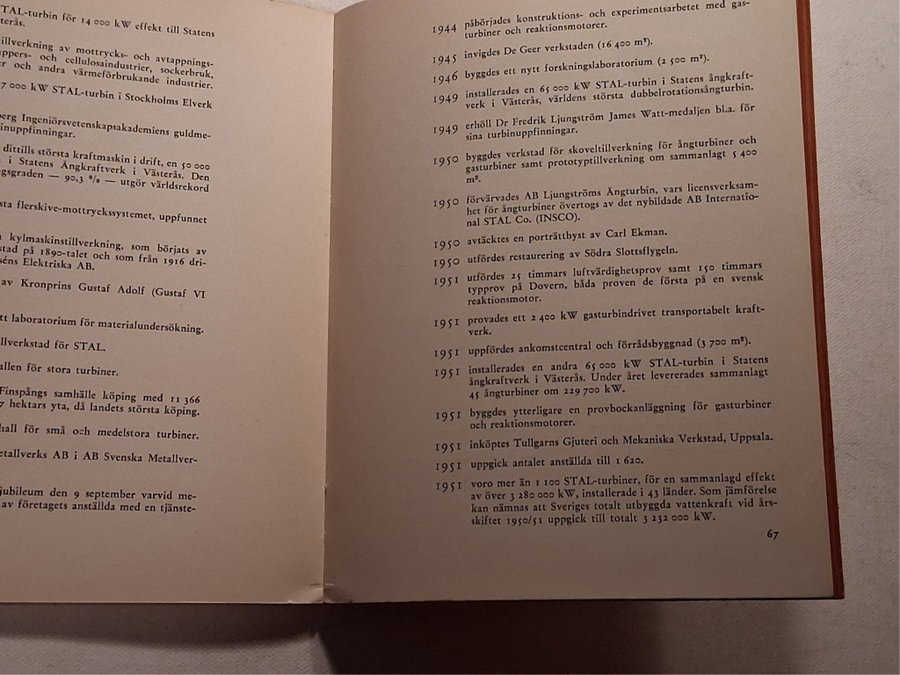 STAL-turbin för 14 000 kW effekt till Statens
terås.
illverkning av mottrycks- och avtappnings-
appers- och cellulosaindustrier, sockerbruk,
er och andra värmeförbrukande industrier.
7 000 kW STAL-turbin i Stockholms Elverk
berg Ingeniörsvetenskapsakademiens guldme-
inuppfinningar.
dittills största kraftmaskin i drift, en 50 000
i Statens Ångkraftverk i Västerås. Den
gsgraden — 90,3 % — utgör världsrekord
sta flerskive-mottryckssystemet, uppfunnet
kylmaskinstillverkning, som börjats av
stad på 1890-talet och som från 1916 dri-
séns Elektriska AB.
av Kronprins Gustaf Adolf (Gustaf VI
tt laboratorium för materialundersökning.
llverkstad för STAL.
allen för stora turbiner.
Finspångs samhälle köping med 11 366
7 hektars yta, då landets största köping.
hall för små och medelstora turbiner.
etallverks AB i AB Svenska Metallver-
jubileum den 9 september varvid me-
av företagets anställda med en tjänste-
1944 påbörjades konstruktions- och experimentsarbetet med gas-
turbiner och reaktionsmotorer.
1945 invigdes De Geer verkstaden (16 400 m²).
1946 byggdes ett nytt forskningslaboratorium (2 500 m²).
1949 installerades en 65 000 kW STAL-turbin i Statens ångkraft-
verk i Västerås, världens största dubbelrotationsångturbin.
1949 erhöll Dr Fredrik Ljungström James Watt-medaljen bl.a. för
sina turbinuppfinningar.
1950 byggdes verkstad för skoveltillverkning för ångturbiner och
gasturbiner samt prototyptillverkning om sammanlagt 5 400
m².
1950 förvärvades AB Ljungströms Ångturbin, vars licensverksam-
het för ångturbiner övertogs av det nybildade AB Internatio-
nal STAL Co. (INSCO).
1950 avtäcktes en porträttbyst av Carl Ekman.
1950 utfördes restaurering av Södra Slottsflygeln.
1951 utfördes 25 timmars luftvärdighetsprov samt 150 timmars
typprov på Dovern, båda proven de första på en svensk
reaktionsmotor.
1951 provades ett 2 400 kW gasturbindrivet transportabelt kraft-
verk.
1951 uppfördes ankomstcentral och förrådsbyggnad (3 700 m²).
1951 installerades en andra 65 000 kW STAL-turbin i Statens
ångkraftverk i Västerås. Under året levererades sammanlagt
45 ångturbiner om 229 700 kW.
1951 byggdes ytterligare en provbockanläggning för gasturbiner
och reaktionsmotorer.
1951 inköptes Tullgarns Gjuteri och Mekaniska Verkstad, Uppsala.
1951 uppgick antalet anställda till 1 620.
1951 voro mer än 1 100 STAL-turbiner, för en sammanlagd effekt
av över 3 280 000 kW, installerade i 43 länder. Som jämförelse
kan nämnas att Sveriges totalt utbyggda vattenkraft vid års-
skiftet 1950/51 uppgick till totalt 3 232 000 kW.
67